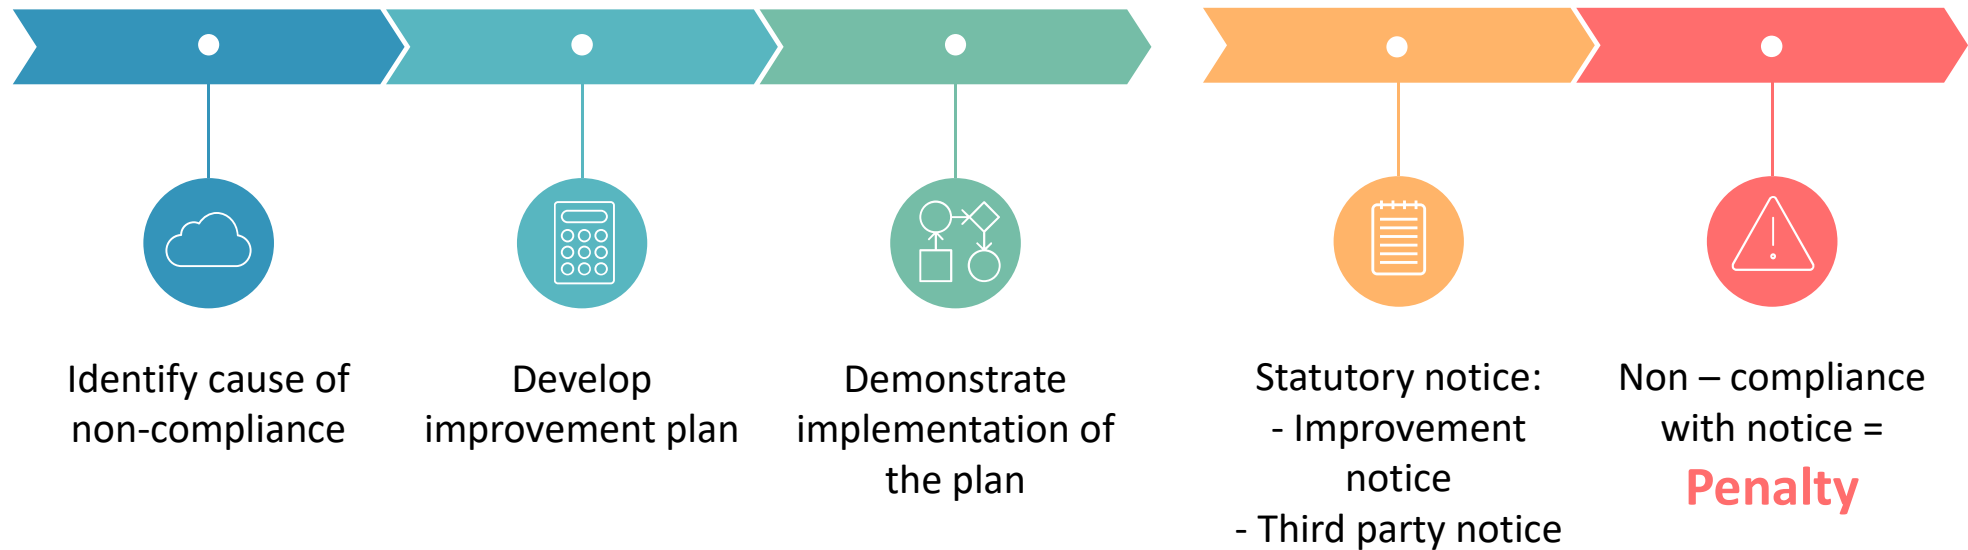 Identify cause of
non-compliance
Develop
improvement plan
Demonstrate
implementation of
the plan
Statutory notice:
- Improvement
notice
- Third party notice
Non – compliance
with notice =
Penalty